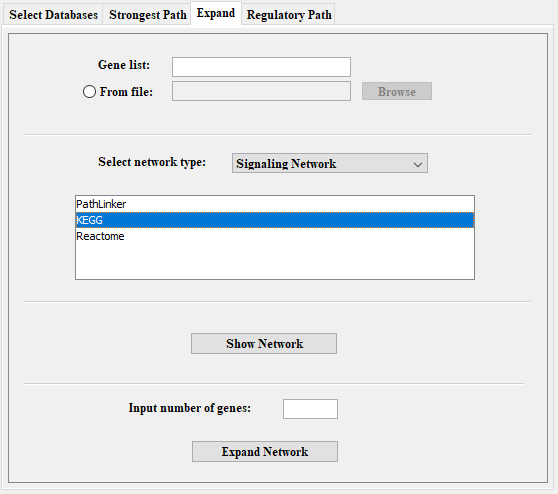 Select Databases Strongest Path Expand Regulatory Path
Gene list:
From file: Browse
Select network type: Signaling Network
PathLinker
KEGG
Reactome
Show Network
Input number of genes:
Expand Network